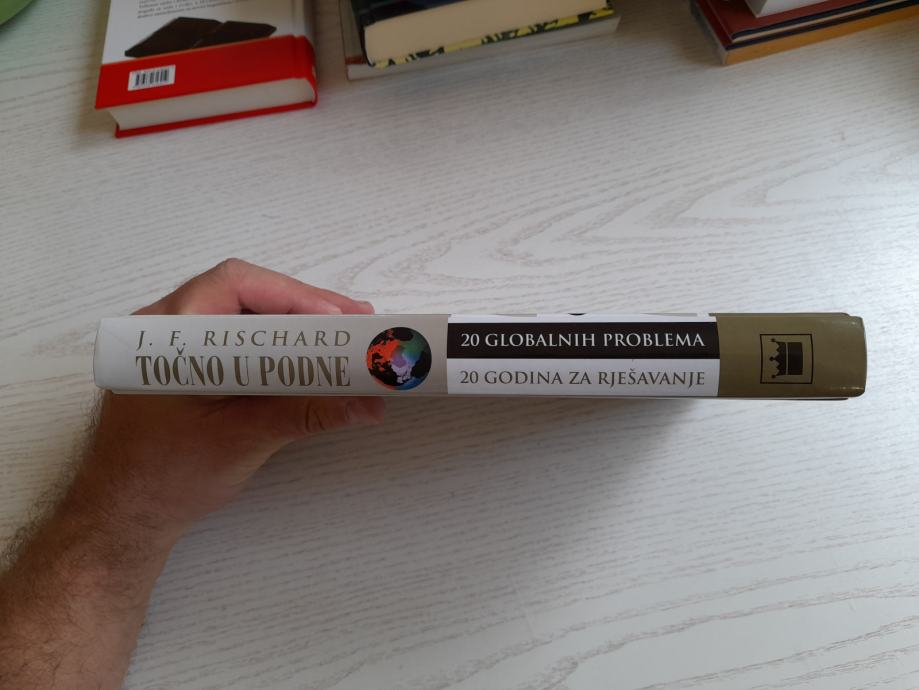 J. F. RISCHARD
TOČNO U PODNE
20 GLOBALNIH PROBLEMA
20 GODINA ZA RJEŠAVANJE